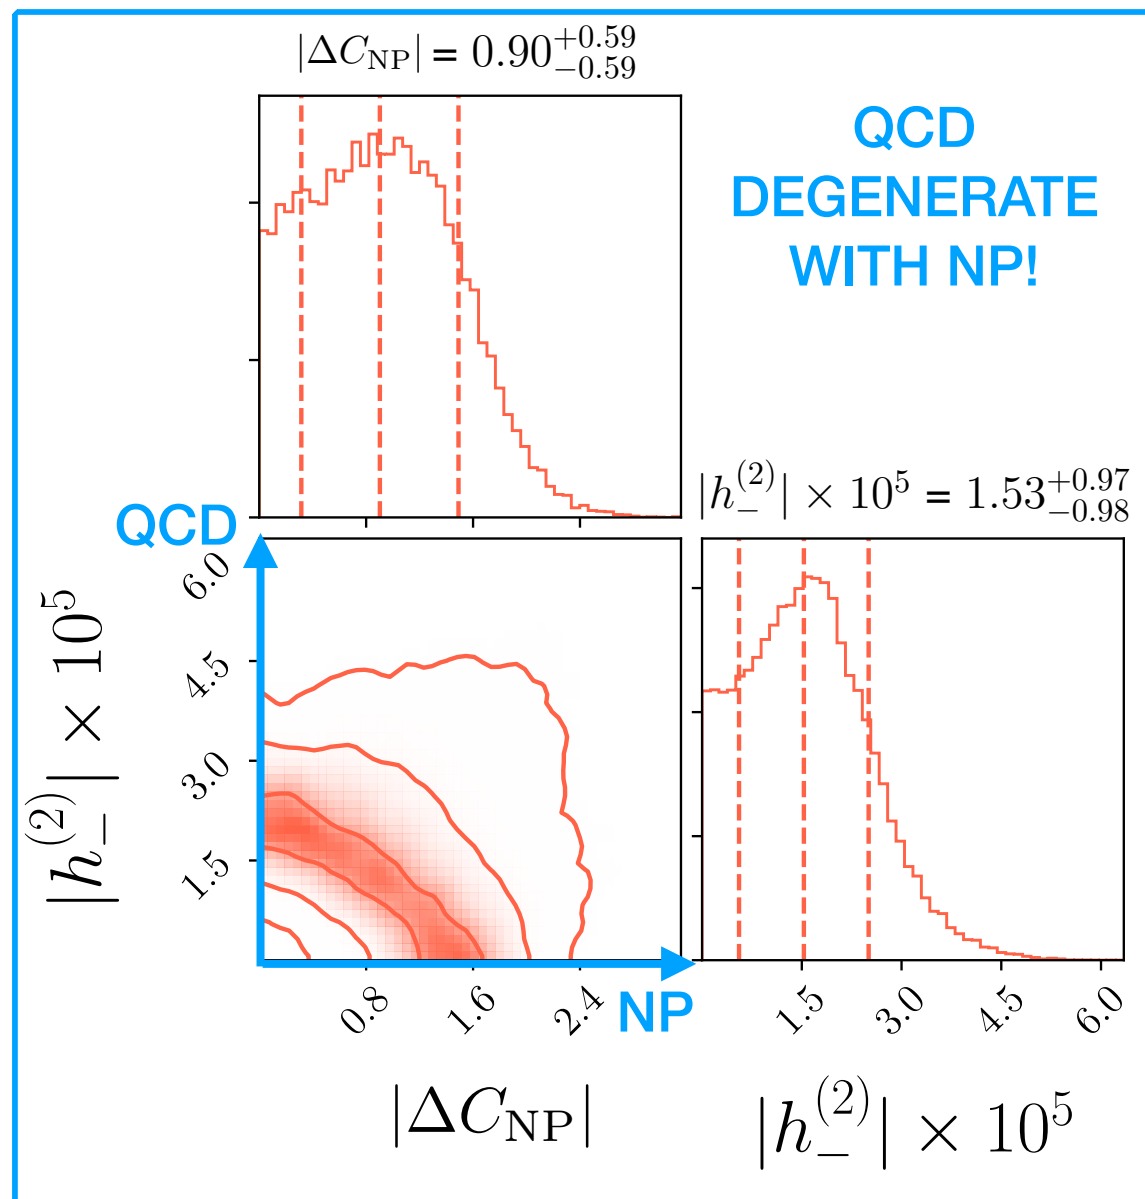 |ΔC_NP| = 0.90^{+0.59}_{−0.59}
QCD
DEGENERATE
WITH NP!
|h_−^{(2)}| × 10^5 = 1.53^{+0.97}_{−0.98}
QCD
6.0
4.5
3.0
1.5
|h_−^{(2)}| × 10^5
0.8
1.6
2.4
NP
|ΔC_NP|
1.5
3.0
4.5
6.0
|h_−^{(2)}| × 10^5